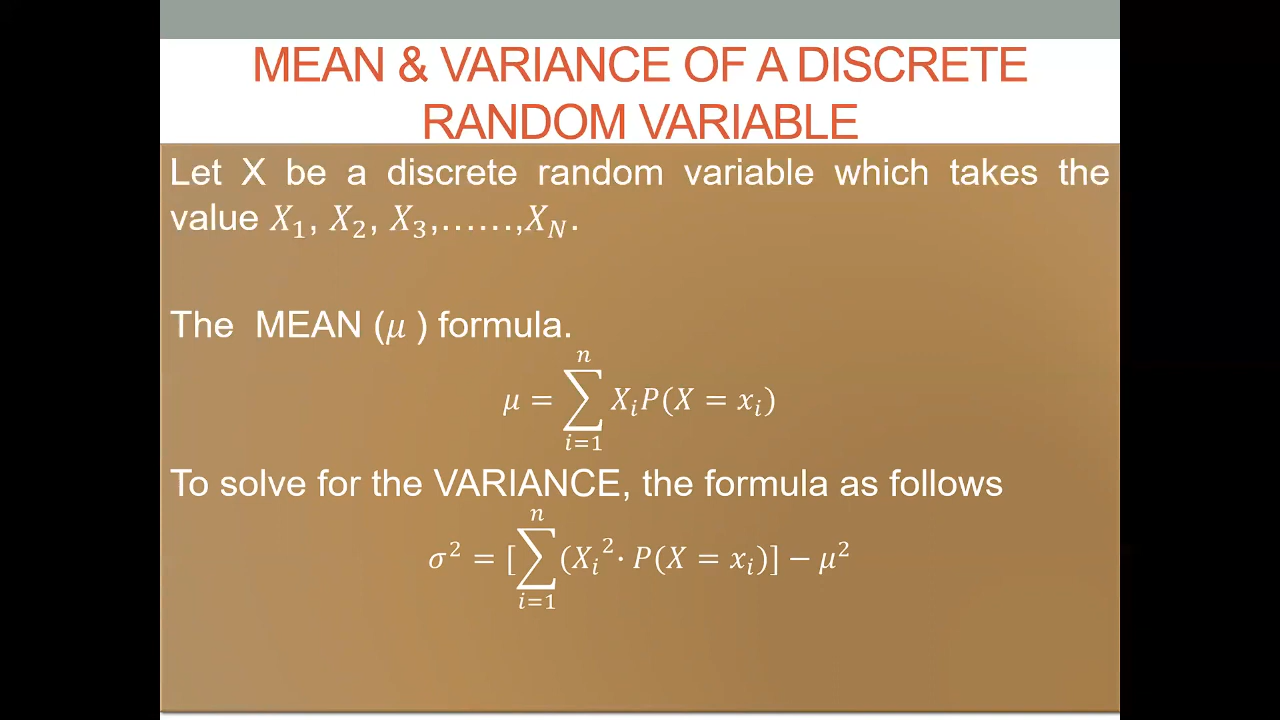 MEAN & VARIANCE OF A DISCRETE
RANDOM VARIABLE
Let X be a discrete random variable which takes the
value X₁, X₂, X₃,……,X_N.
The MEAN (μ ) formula.
μ = ∑_{i=1}^{n} X_i P(X = x_i)
To solve for the VARIANCE, the formula as follows
σ² = [∑_{i=1}^{n} (X_i² · P(X = x_i)] − μ²